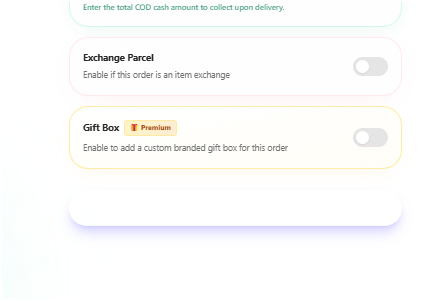 Enter the total COD cash amount to collect upon delivery.
Exchange Parcel
Enable if this order is an item exchange
Gift Box Premium
Enable to add a custom branded gift box for this order